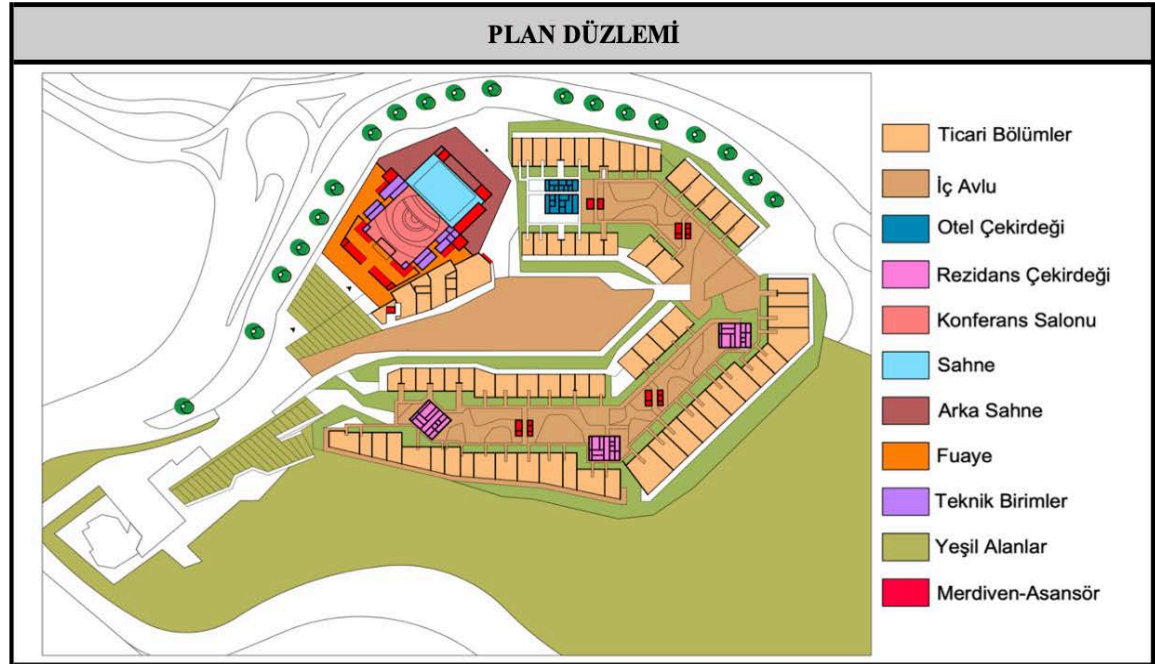 PLAN DÜZLEMİ
Ticari Bölümler
İç Avlu
Otel Çekirdeği
Rezidans Çekirdeği
Konferans Salonu
Sahne
Arka Sahne
Fuaye
Teknik Birimler
Yeşil Alanlar
Merdiven-Asansör